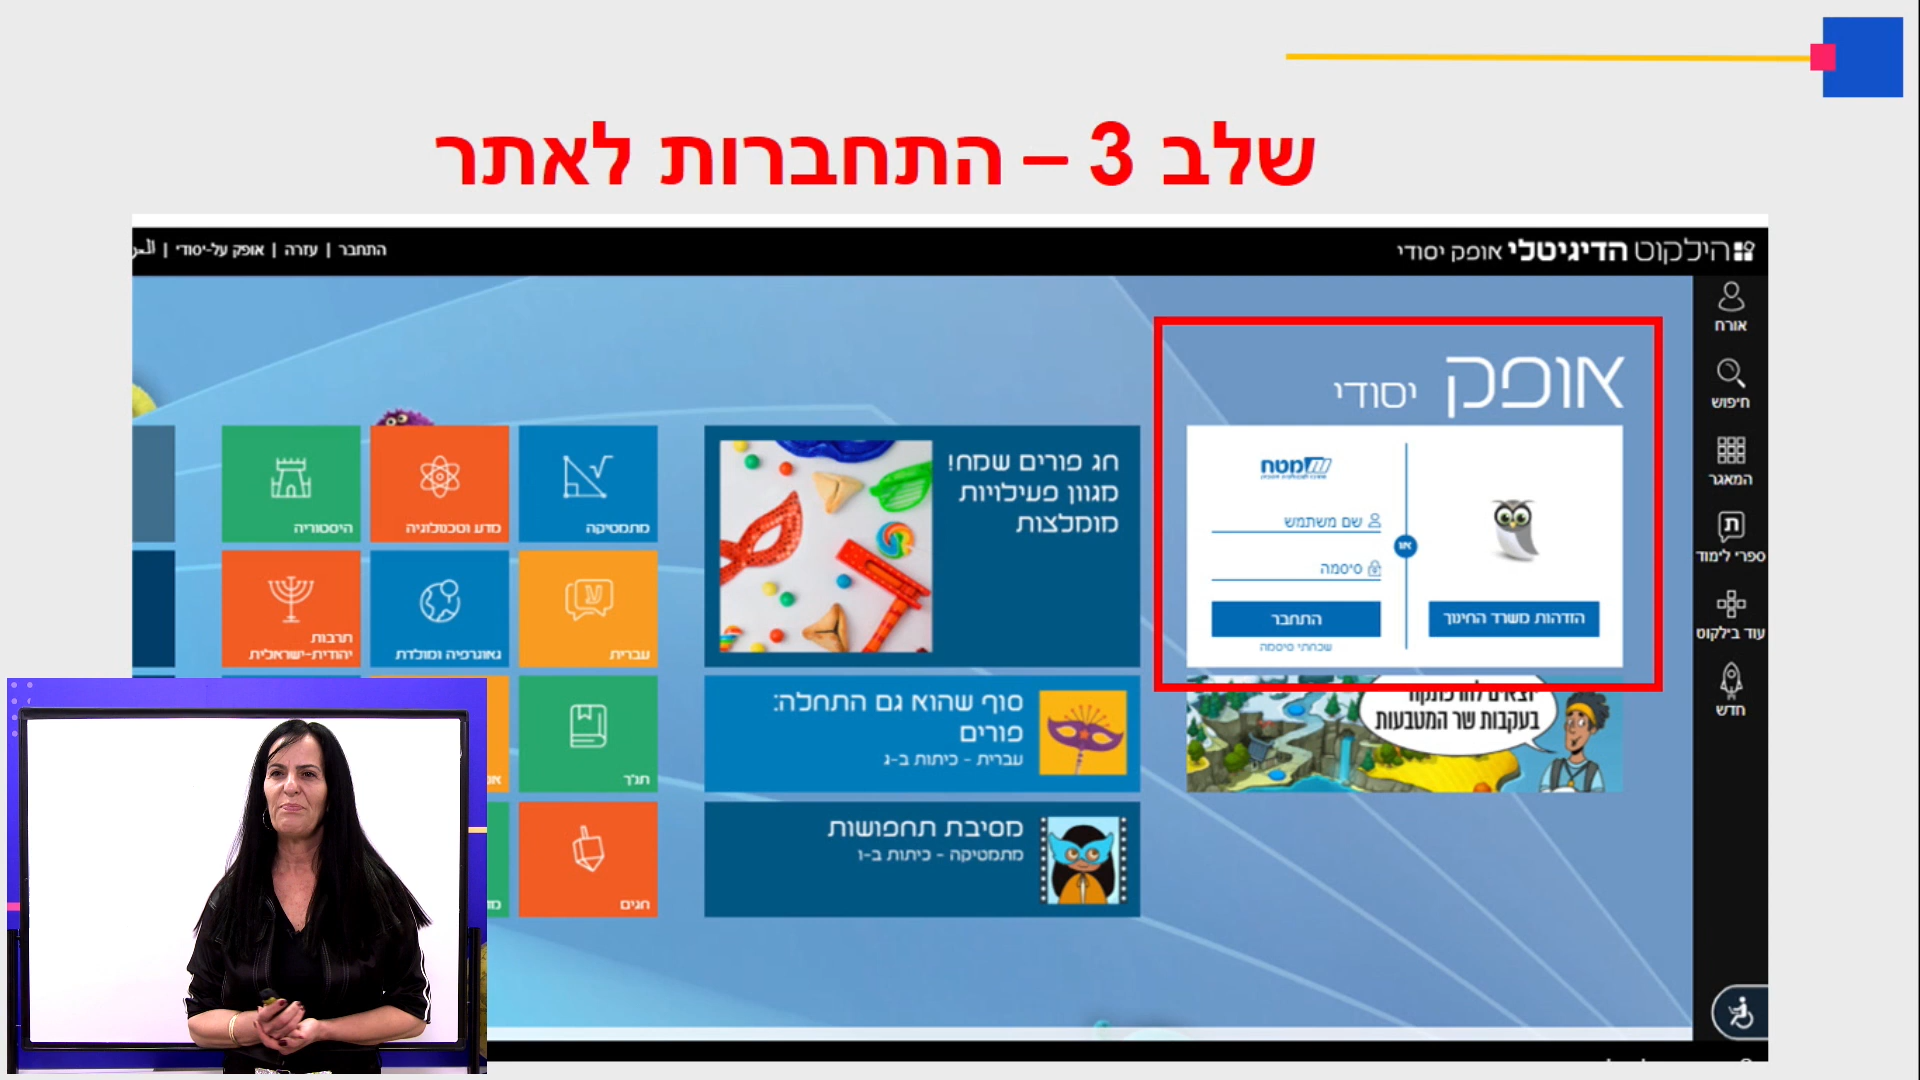 שלב 3 – התחברות לאתר
הילקוט הדיגיטלי אופק יסודי
התחבר | עזרה | אופק על-יסודי |
אורח
חיפוש
המאגר
ת
ספרי לימוד
עוד בילקוט
חדש
אופק יסודי
הזדהות משרד החינוך
או
מטח
שם משתמש
סיסמה
התחבר
שכחתי סיסמה
בעקבות שר המטבעות
חג פורים שמח!
מגוון פעילויות
מומלצות
סוף שהוא גם התחלה:
פורים
עברית - כיתות ב-ג
מסיבת תחפושות
מתמטיקה - כיתות ב-ו
מתמטיקה
מדע וטכנולוגיה
היסטוריה
ע
עברית
גאוגרפיה ומולדת
תרבות
יהודית-ישראלית
תנ"ך
חגים